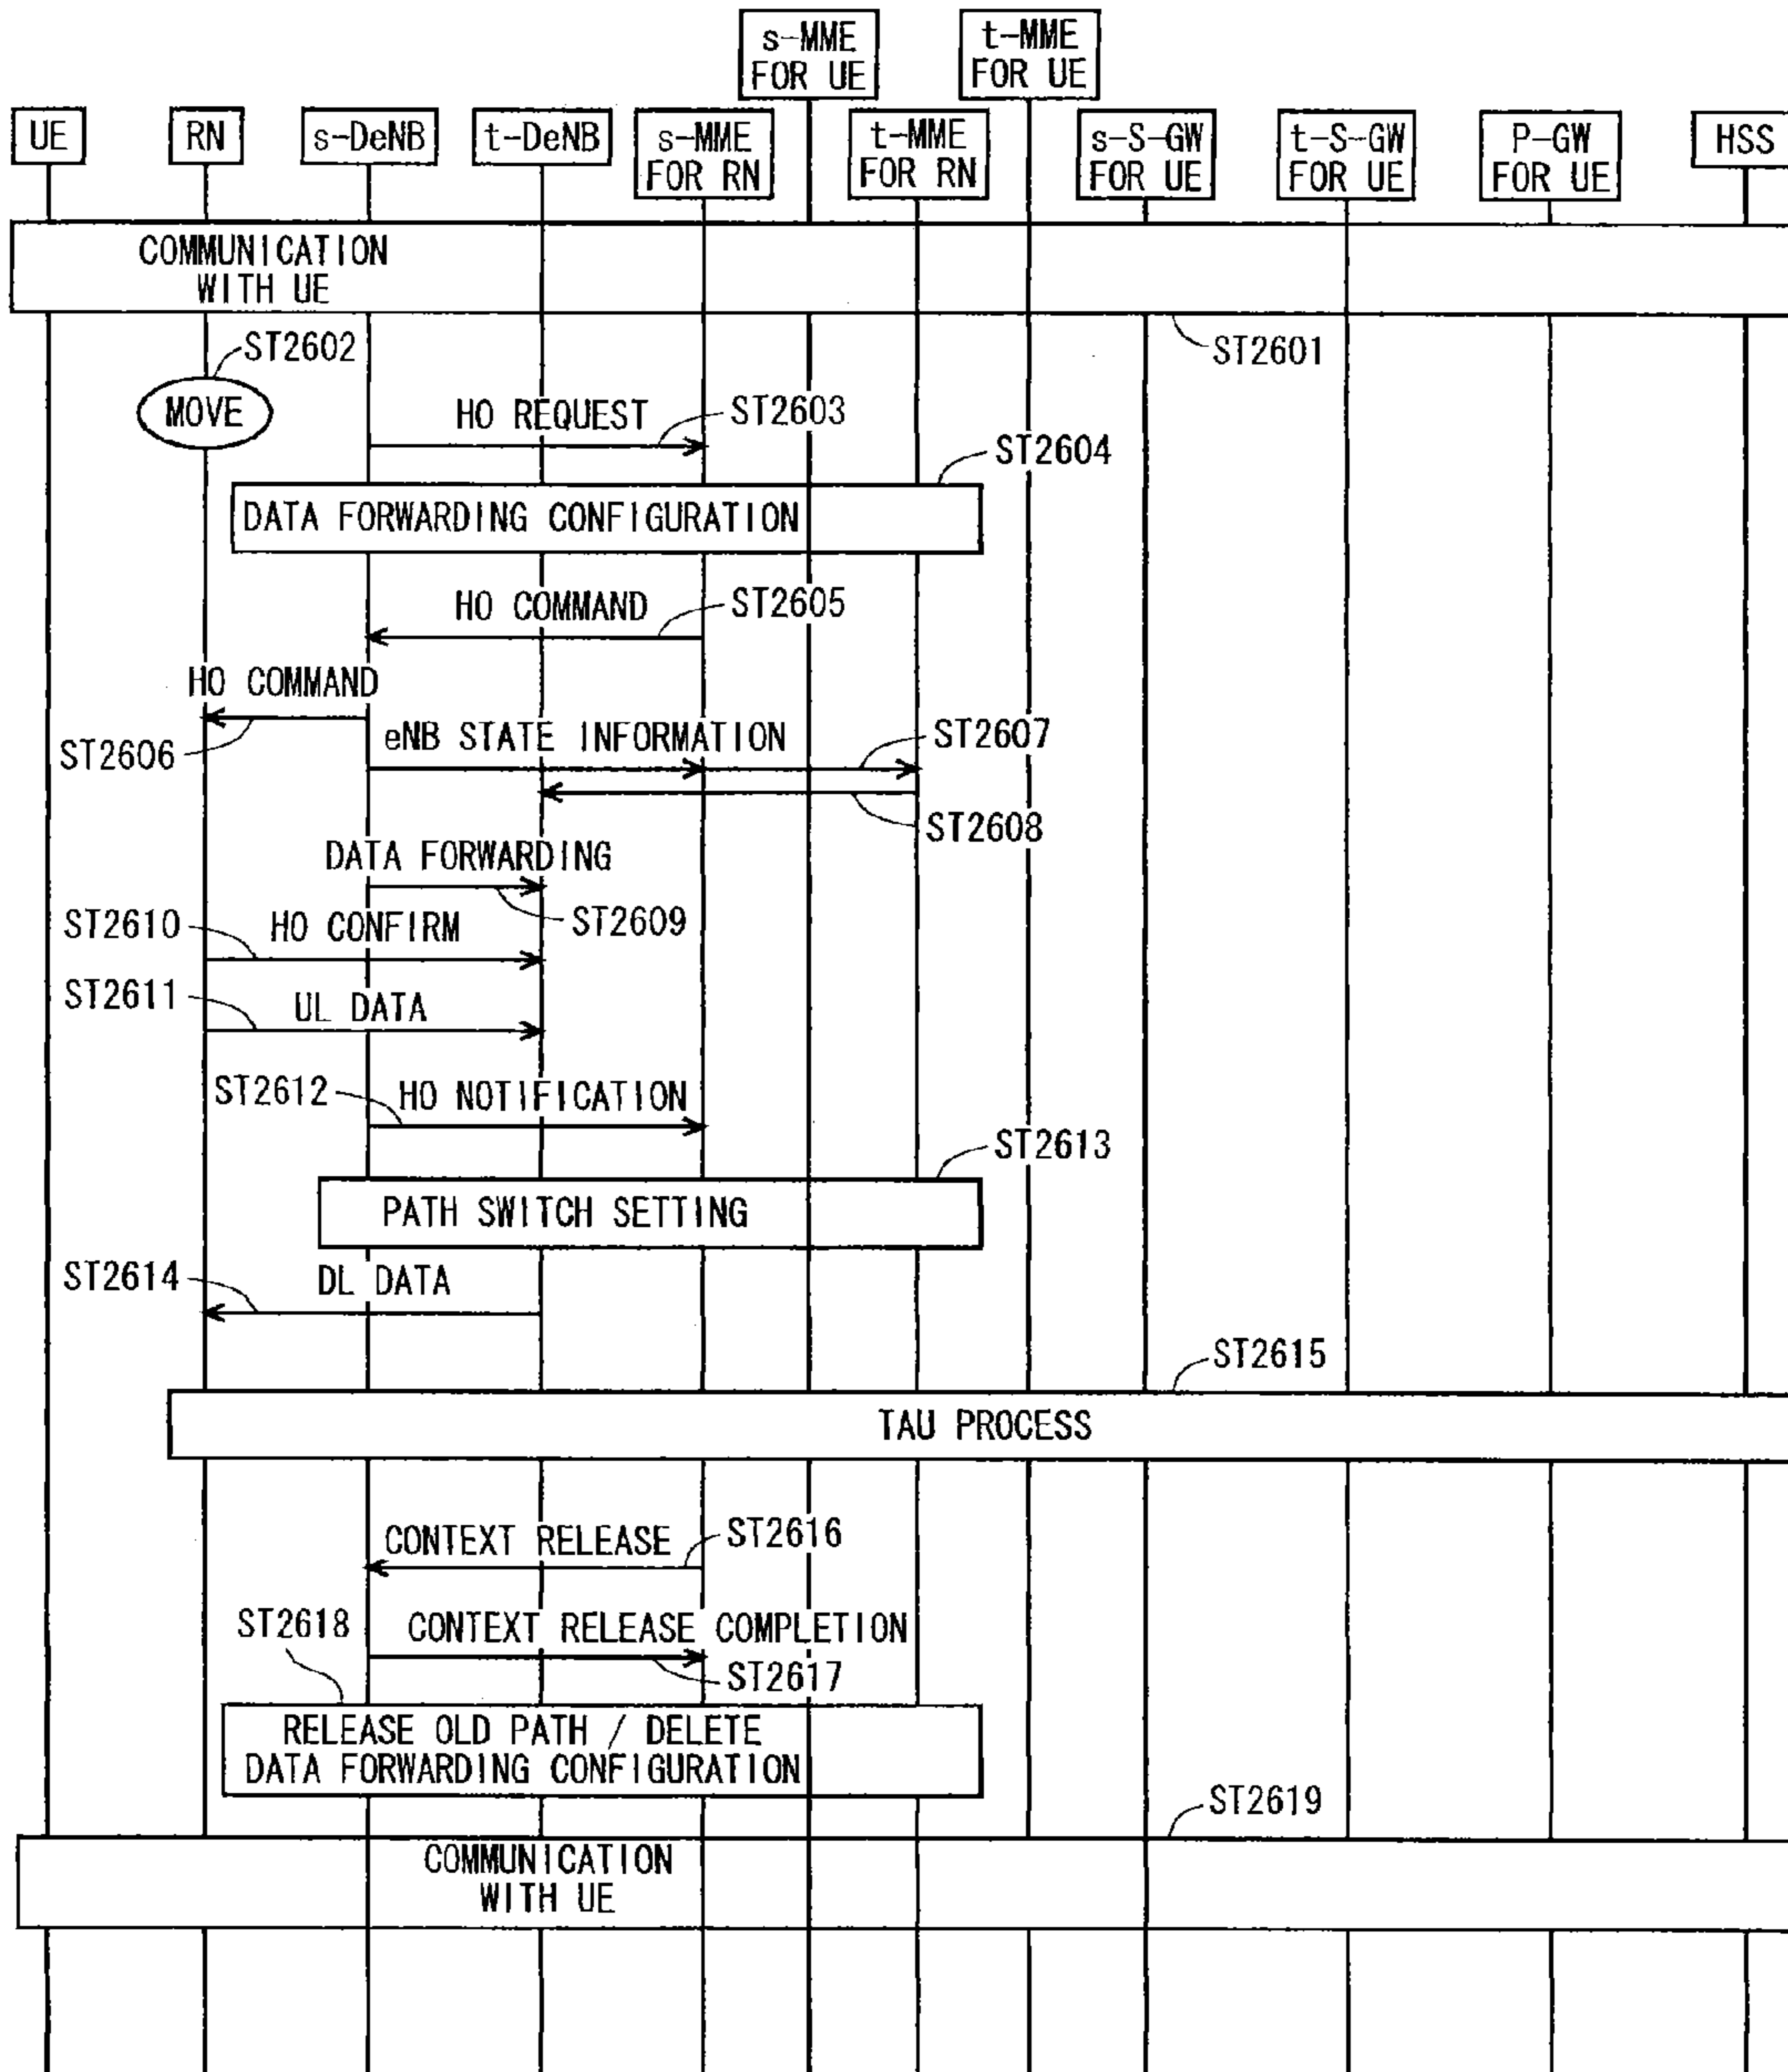 s-MME
FOR UE
t-MME
FOR UE
UE
RN
s-DeNB
t-DeNB
s-MME
FOR RN
t-MME
FOR RN
s-S-GW
FOR UE
t-S-GW
FOR UE
P-GW
FOR UE
HSS
COMMUNICATION
WITH UE
ST2601
ST2602
MOVE
HO REQUEST
ST2603
ST2604
DATA FORWARDING CONFIGURATION
HO COMMAND
ST2605
HO COMMAND
ST2606
eNB STATE INFORMATION
ST2607
ST2608
DATA FORWARDING
ST2609
ST2610
HO CONFIRM
ST2611
UL DATA
ST2612
HO NOTIFICATION
ST2613
PATH SWITCH SETTING
ST2614
DL DATA
ST2615
TAU PROCESS
CONTEXT RELEASE
ST2616
ST2618
CONTEXT RELEASE COMPLETION
ST2617
RELEASE OLD PATH / DELETE
DATA FORWARDING CONFIGURATION
ST2619
COMMUNICATION
WITH UE